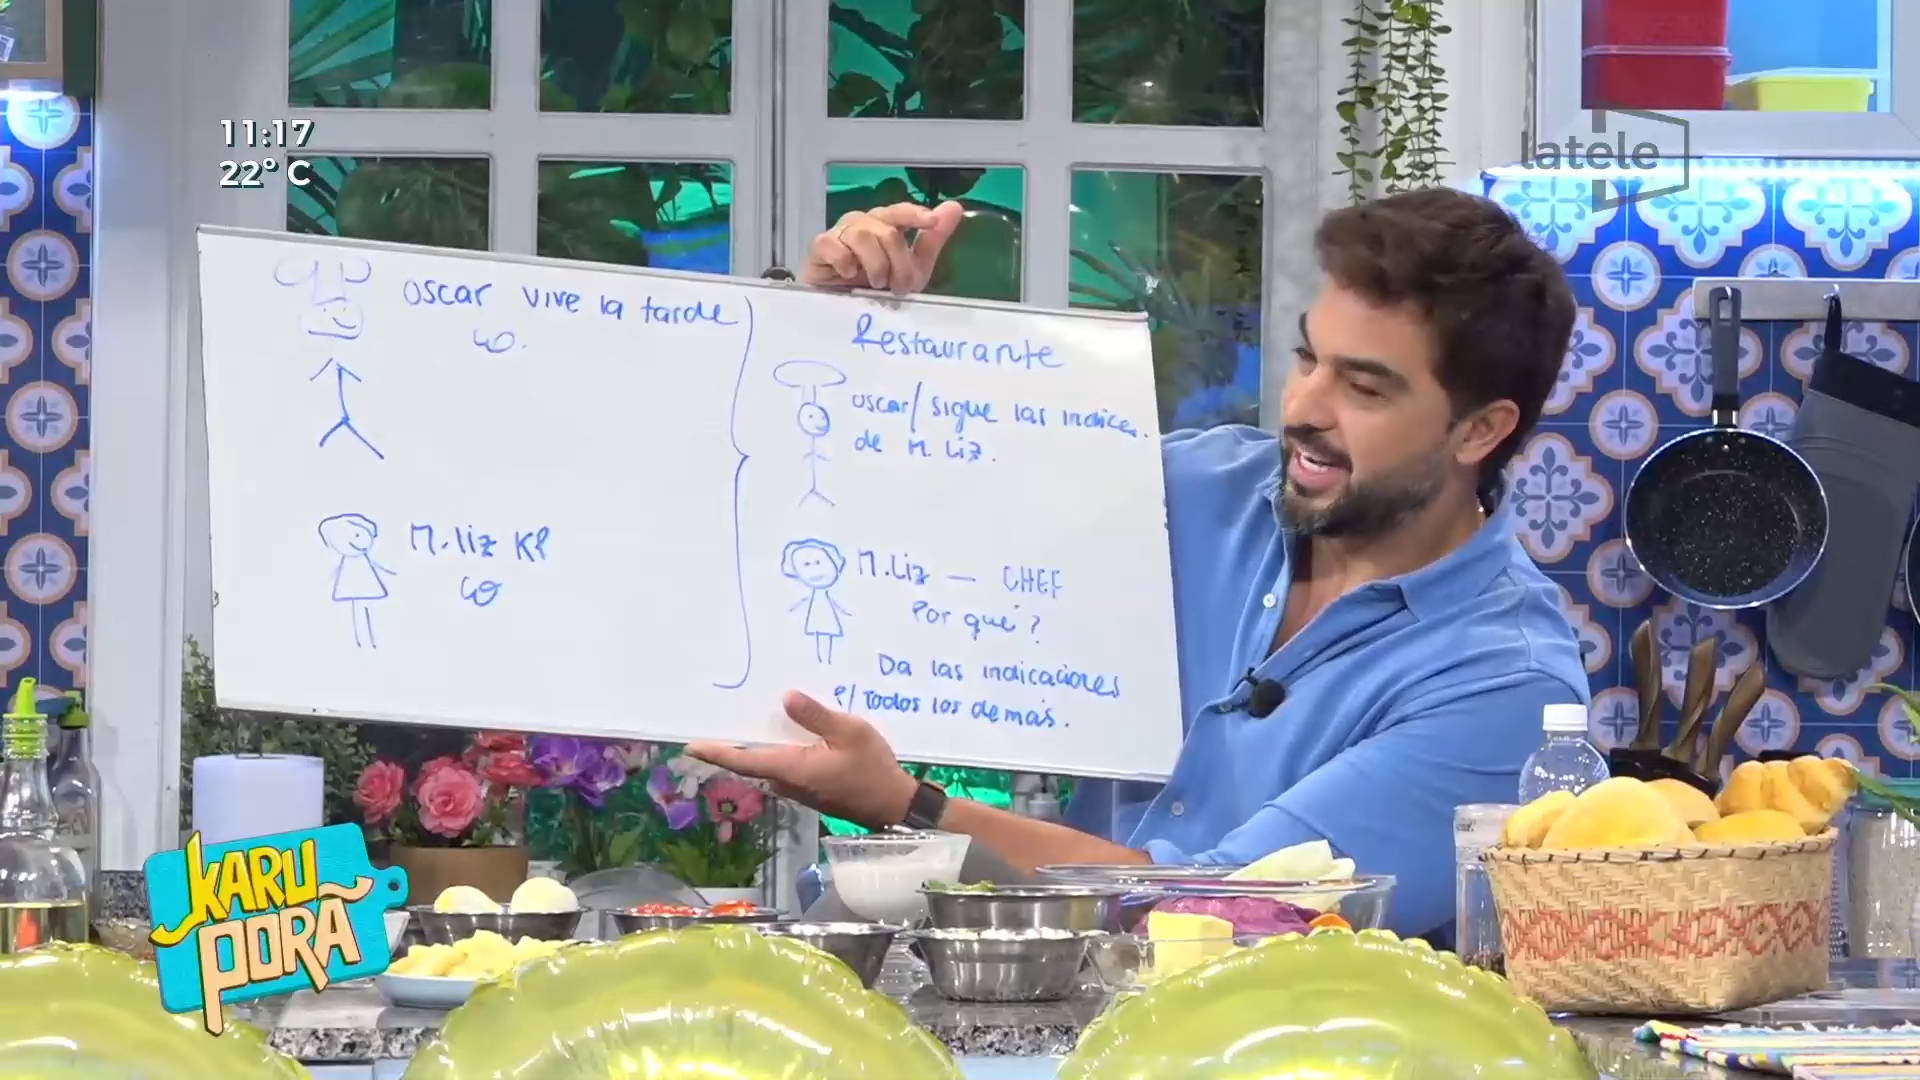 11:17
22° C
latele
oscar vive la tarde
M. liz KP
Restaurante
oscar/ sigue las indicac.
de M. Liz.
M. Liz — CHEF
Por qué?
Da las indicaciones
P/ Todos los demás.
KARU
PORÃ